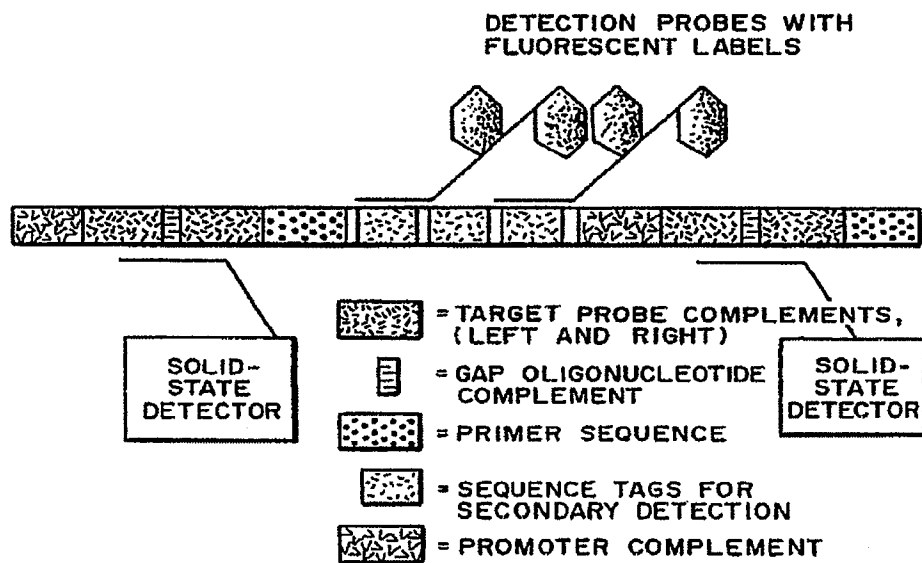 DETECTION PROBES WITH
FLUORESCENT LABELS
SOLID-
STATE
DETECTOR
= TARGET PROBE COMPLEMENTS,
(LEFT AND RIGHT)
= GAP OLIGONUCLEOTIDE
COMPLEMENT
= PRIMER SEQUENCE
= SEQUENCE TAGS FOR
SECONDARY DETECTION
= PROMOTER COMPLEMENT
SOLID-
STATE
DETECTOR